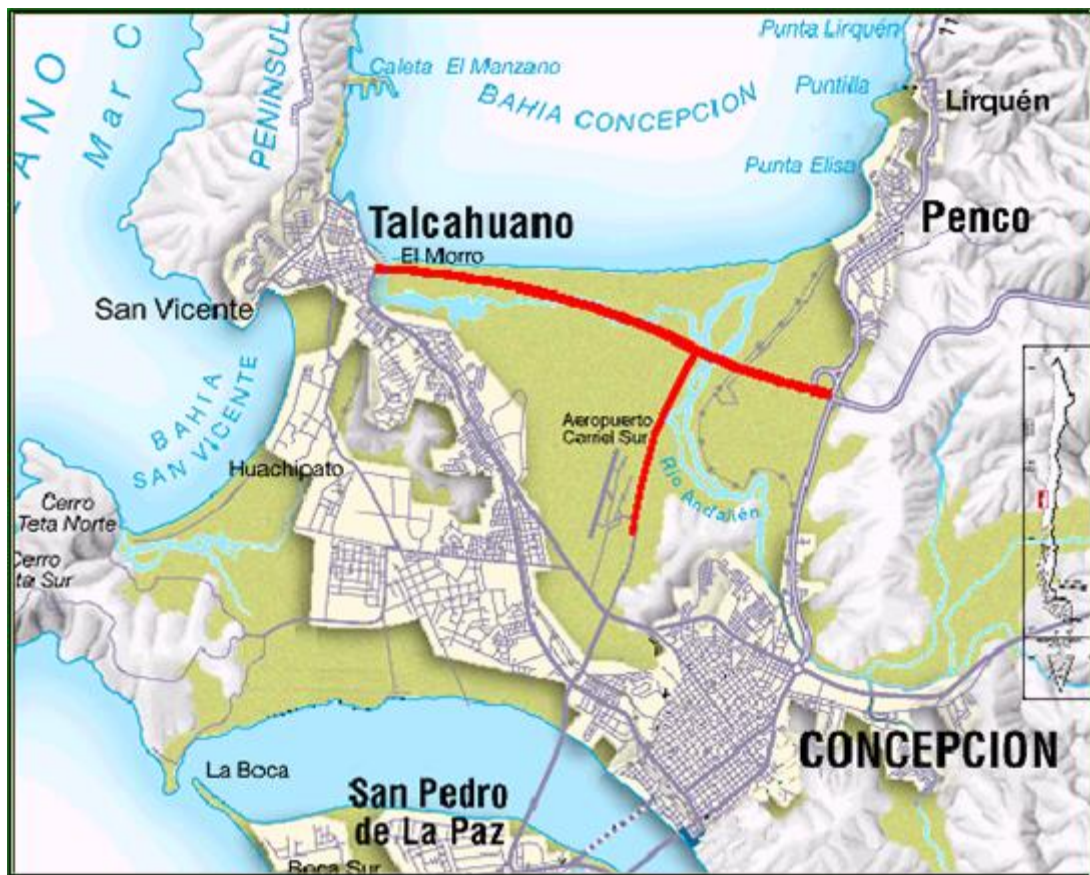 ANO
Mar C
PENINSUL
Caleta El Manzano
BAHIA CONCEPCION
Punta Lirquén
11
Puntilla
Lirquén
Punta Elisa
Talcahuano
Penco
El Morro
San Vicente
BAHIA
SAN VICENTE
Aeropuerto
Carriel Sur
Huachipato
Río Andalién
Cerro
Teta Norte
Cerro
ta Sur
La Boca
CONCEPCION
San Pedro
de La Paz
Boca Sur